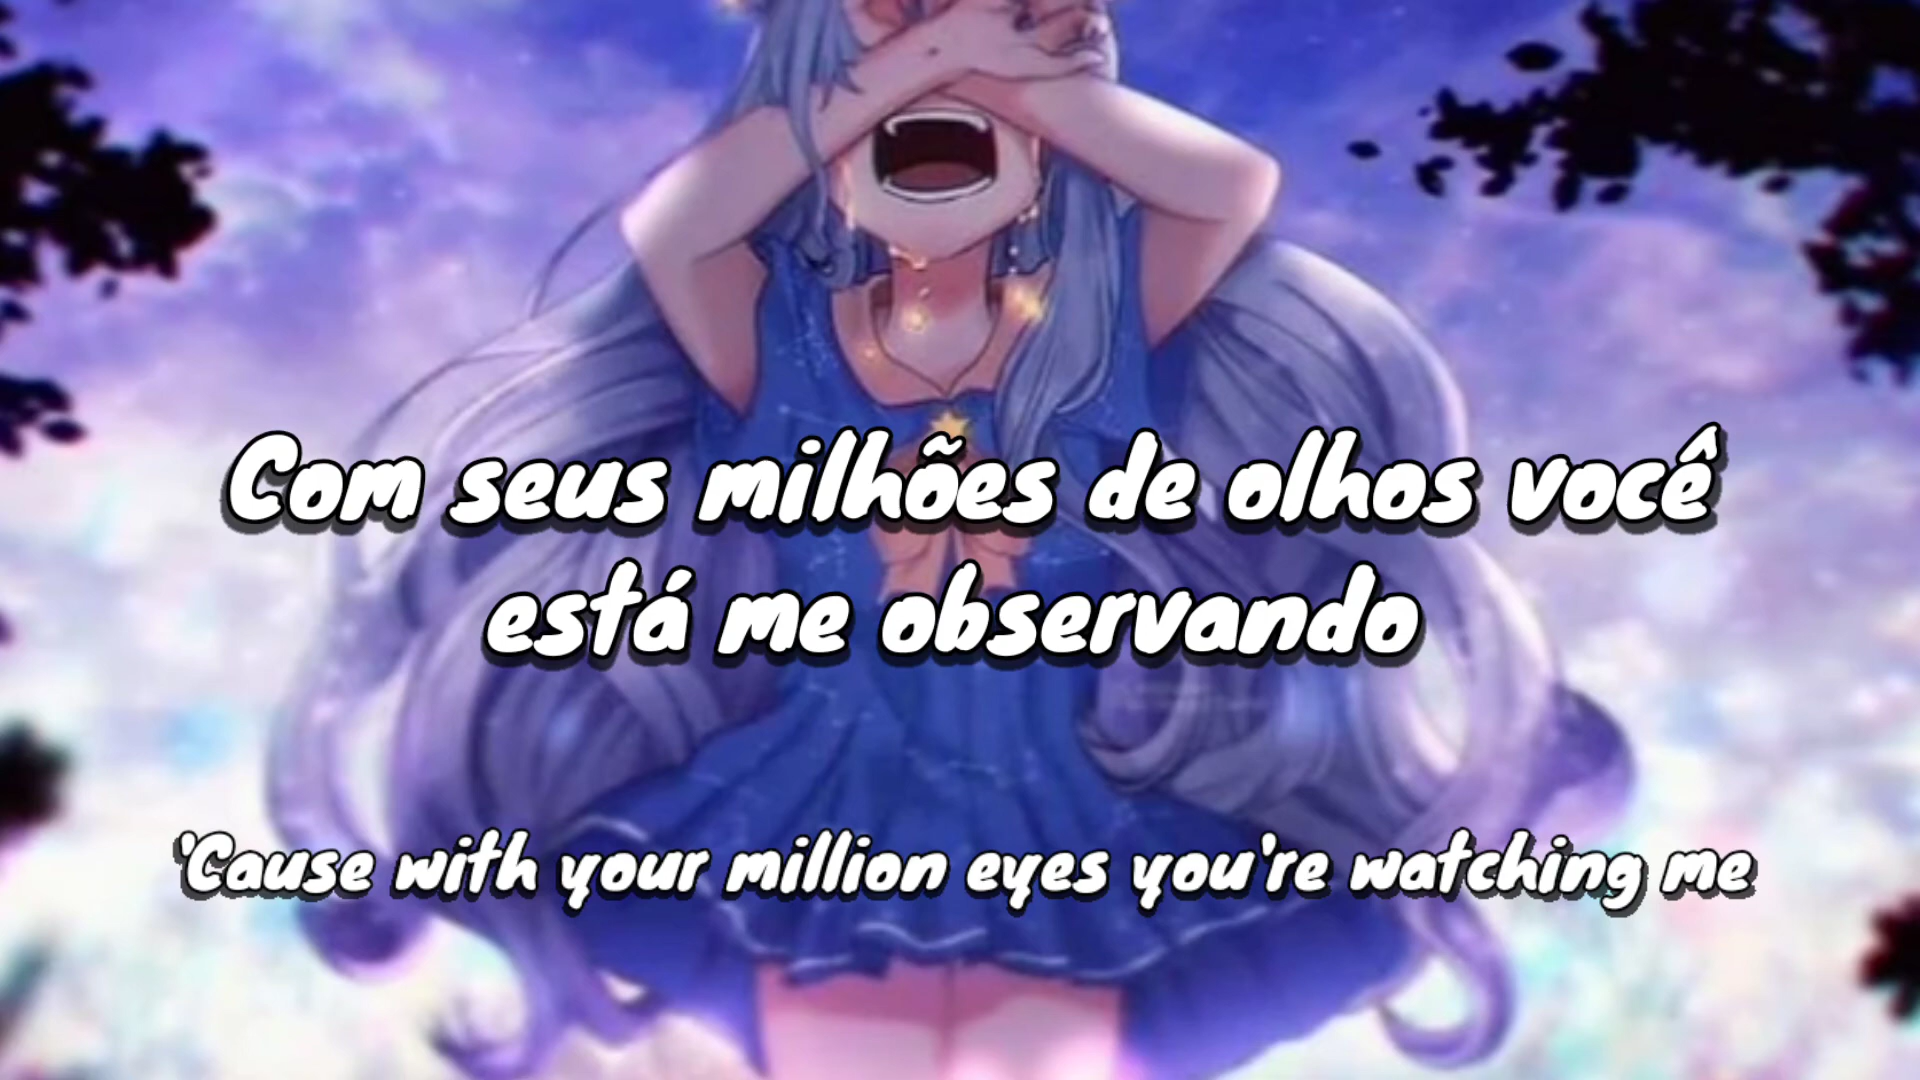 Com seus milhões de olhos você
está me observando
'Cause with your million eyes you're watching me